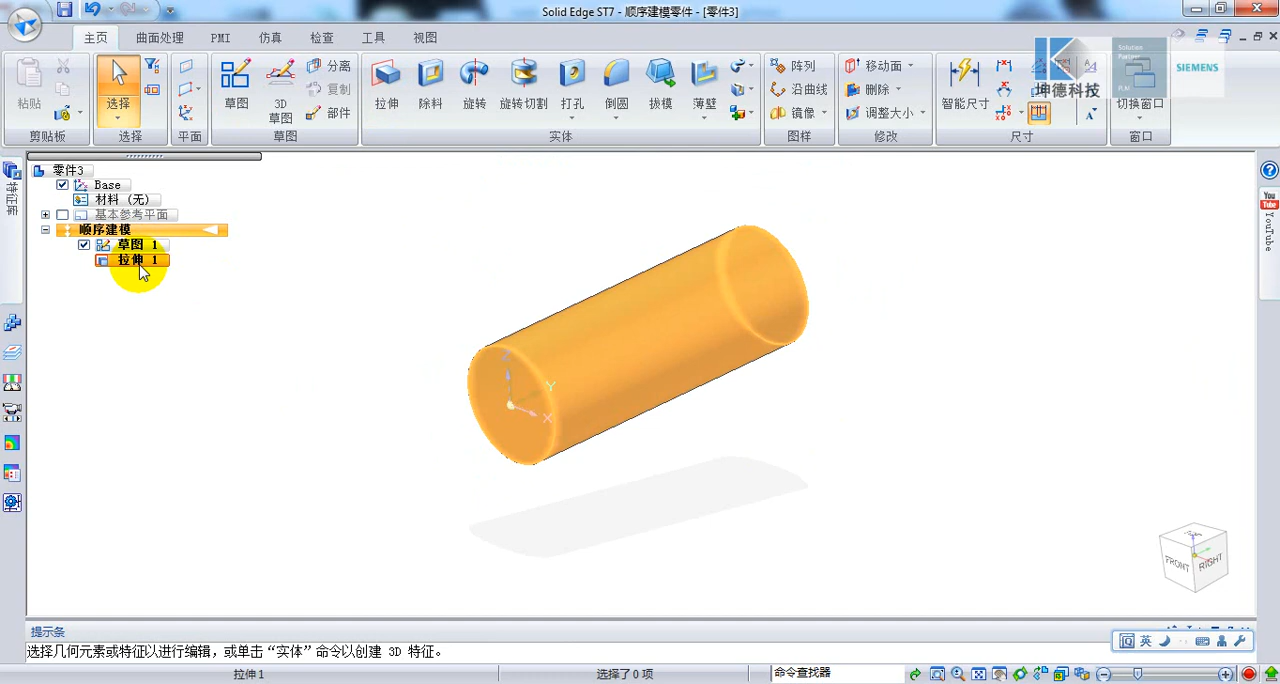 Solid Edge ST7 - 顺序建模零件 - [零件3]
主页 曲面处理 PMI 仿真 检查 工具 视图
粘贴
剪贴板
选择
选择
平面
草图
3D
草图
分离
复制
部件
草图
拉伸
除料
旋转
旋转切割
打孔
倒圆
拔模
薄壁
实体
阵列
沿曲线
镜像
图样
移动面
删除
调整大小
修改
智能尺寸
尺寸
坤德科技
Solution
Partner
PLM
SIEMENS
切换窗口
窗口
特征库
零件3
Base
材料 (无)
基本参考平面
顺序建模
草图 1
拉伸 1
Z
Y
X
FRONT
RIGHT
You
Tube
YouTube
提示条
选择几何元素或特征以进行编辑，或单击“实体”命令以创建 3D 特征。
英
拉伸 1
选择了 0 项
命令查找器